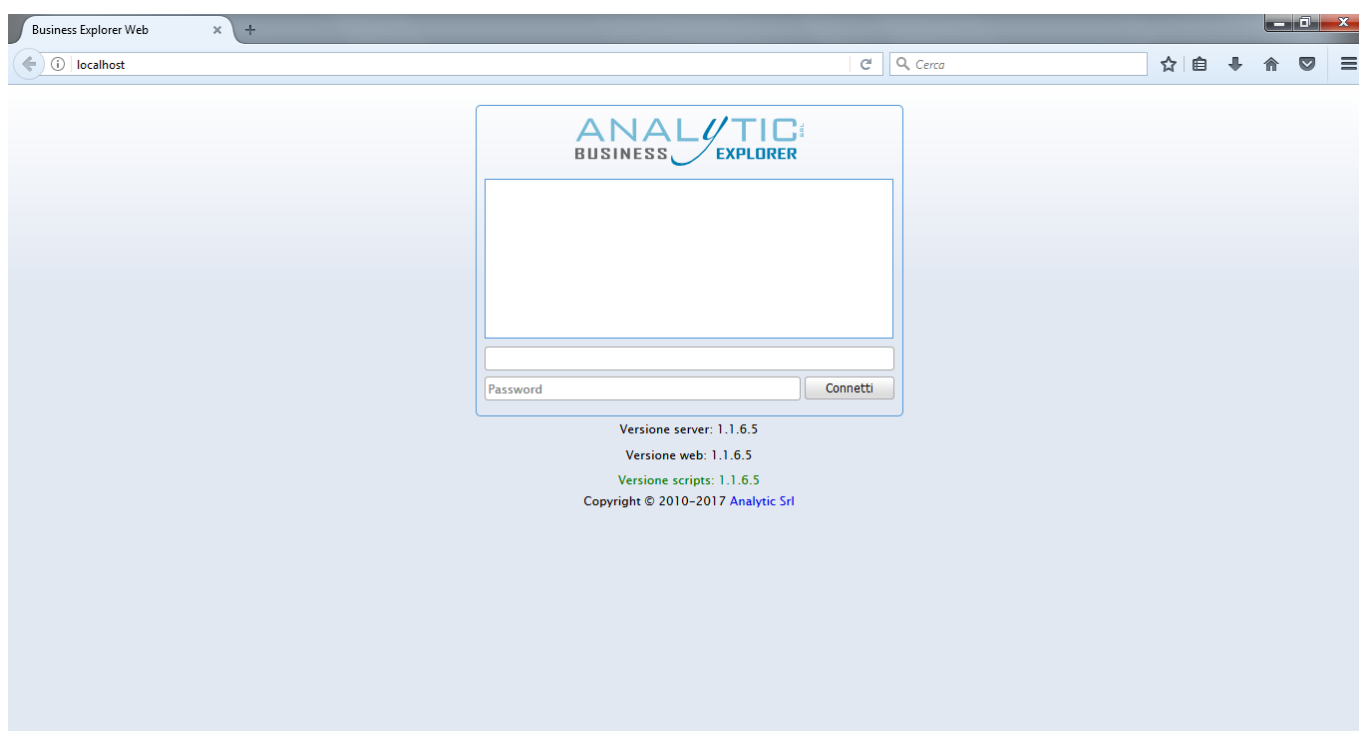 Business Explorer Web
localhost
Cerca
ANALYTIC SRL
BUSINESS EXPLORER
Password
Connetti
Versione server: 1.1.6.5
Versione web: 1.1.6.5
Versione scripts: 1.1.6.5
Copyright © 2010-2017 Analytic Srl